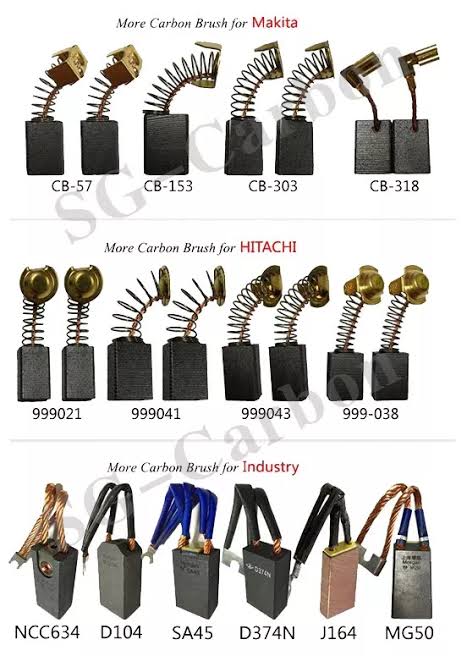 More Carbon Brush for Makita
CB-57 CB-153 CB-303 CB-318
More Carbon Brush for HITACHI
999021 999041 999043 999-038
More Carbon Brush for Industry
D374N
NCC634 D104 SA45 D374N J164 MG50
SG-Carbon
SG-Carbon